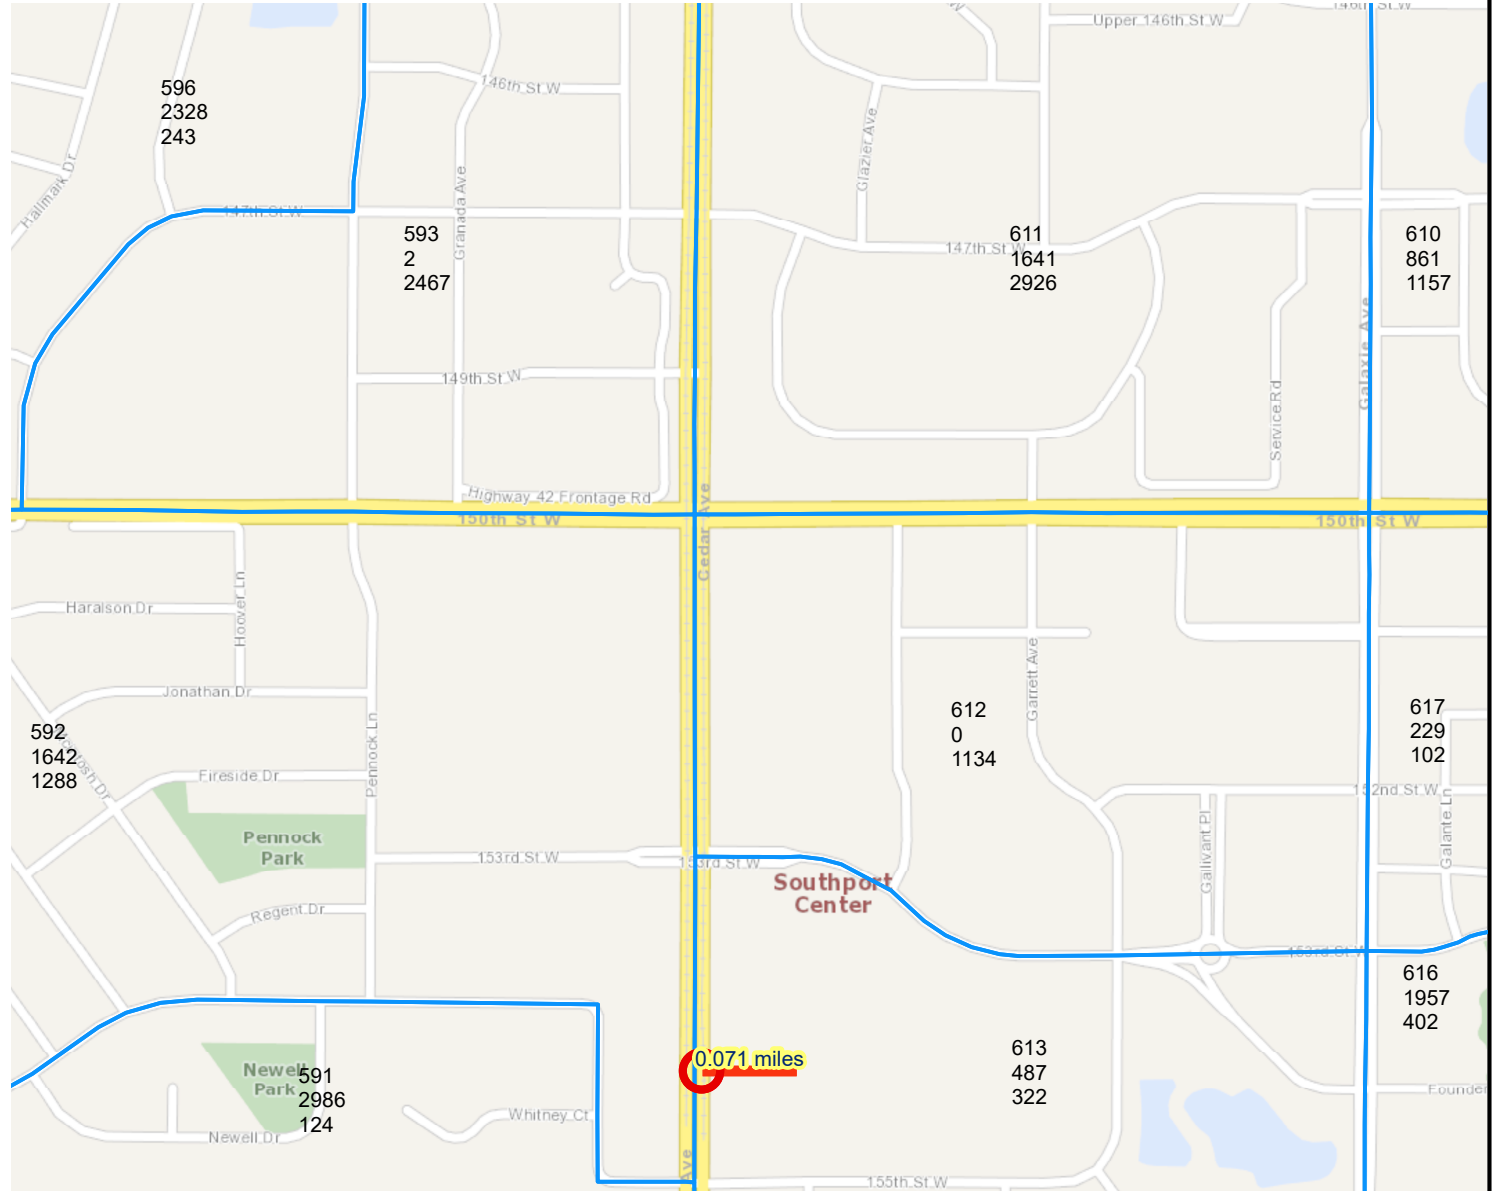 146th St W
Upper 146th St W
W
596
2328
243
146th St W
Hallmark Dr
147th St W
Granada Ave
Glazier Ave
593
2
2467
147th St W
611
1641
2926
610
861
1157
Galaxie Ave
149th St W
Service Rd
Highway 42 Frontage Rd
150th St W
Cedar Ave
150th St W
Haralson Dr
Hoover Ln
Jonathan Dr
Garrett Ave
592
1642
1288
Pennock Ln
612
0
1134
617
229
102
Fireside Dr
152nd St W
Galante Ln
Gallivant Pl
Pennock
Park
153rd St W
153rd St W
Southport
Center
Regent Dr
153rd St W
616
1957
402
0.071 miles
613
487
322
Newell
Park
591
2986
124
Founder
Whitney Ct
Newell Dr
Ave
155th St W